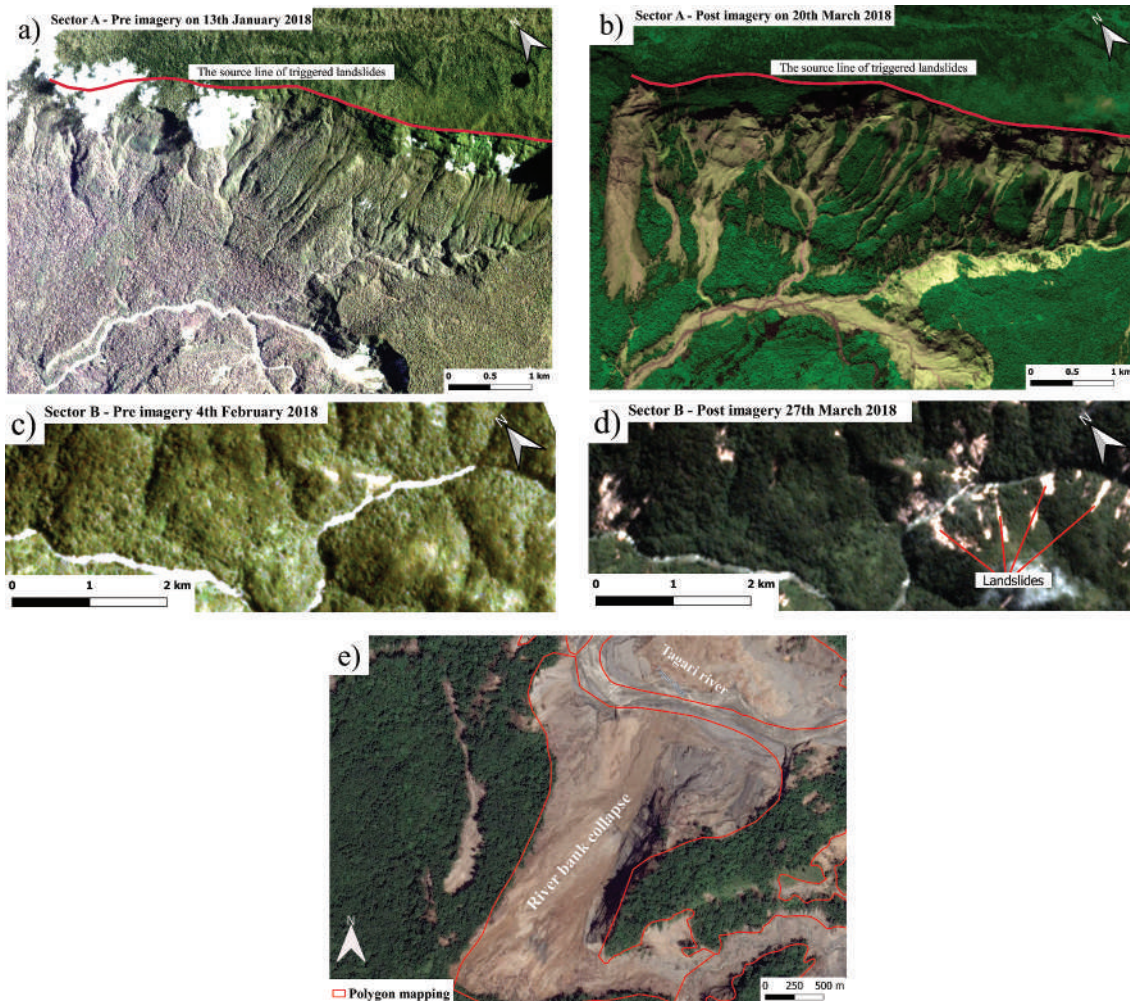 a)
Sector A - Pre imagery on 13th January 2018
N
The source line of triggered landslides
0 0.5 1 km
b)
Sector A - Post imagery on 20th March 2018
N
The source line of triggered landslides
0 0.5 1 km
c)
Sector B - Pre imagery 4th February 2018
N
0 1 2 km
d)
Sector B - Post imagery 27th March 2018
N
Landslides
0 1 2 km
e)
Tagari river
River bank collapse
N
Polygon mapping
0 250 500 m